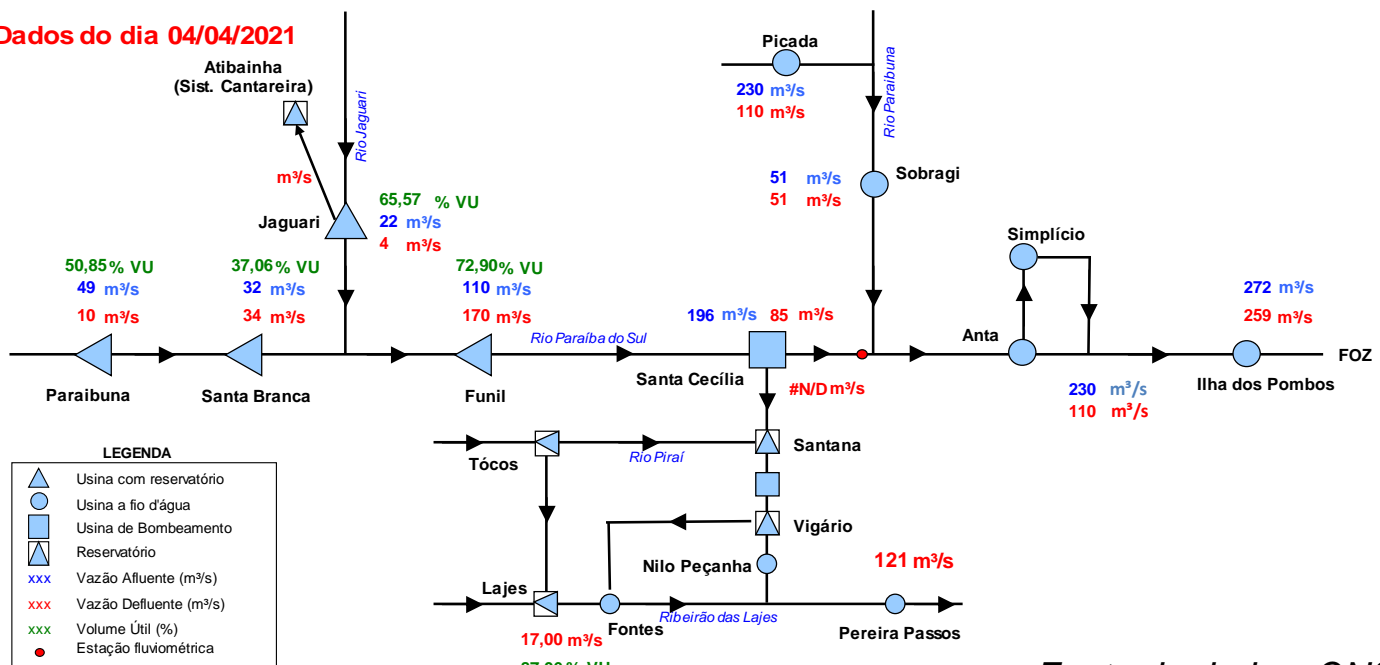 Dados do dia 04/04/2021
Atibainha
(Sist. Cantareira)
Rio Jaguari
m³/s
Jaguari
65,57 % VU
22 m³/s
4 m³/s
Picada
230 m³/s
110 m³/s
Rio Paraibuna
51 m³/s
51 m³/s
Sobragi
50,85 % VU
49 m³/s
10 m³/s
Paraibuna
37,06 % VU
32 m³/s
34 m³/s
Santa Branca
72,90 % VU
110 m³/s
170 m³/s
Funil
Rio Paraíba do Sul
196 m³/s 85 m³/s
Santa Cecília
#N/D m³/s
Simplício
Anta
230 m³/s
110 m³/s
272 m³/s
259 m³/s
Ilha dos Pombos
FOZ
Tócos
Rio Piraí
Santana
Vigário
Nilo Peçanha
121 m³/s
Lajes
Fontes
Ribeirão das Lajes
Pereira Passos
17,00 m³/s
LEGENDA
Usina com reservatório
Usina a fio d'água
Usina de Bombeamento
Reservatório
xxx Vazão Afluente (m³/s)
xxx Vazão Defluente (m³/s)
xxx Volume Útil (%)
Estação fluviométrica